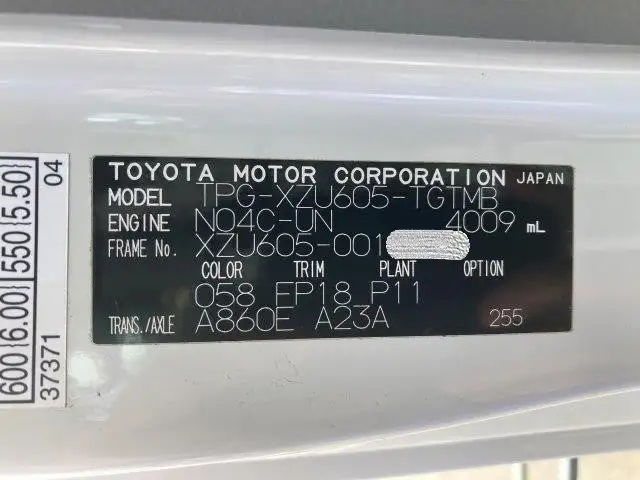 TOYOTA MOTOR CORPORATION JAPAN
MODEL TPG-XZU605-TGTMB
ENGINE N04C-UN 4009 mL
FRAME No. XZU605-001
COLOR TRIM PLANT OPTION
058 FP18 P11
TRANS./AXLE A860E A23A 255
600(6.00) 550(5.50)
37371 04